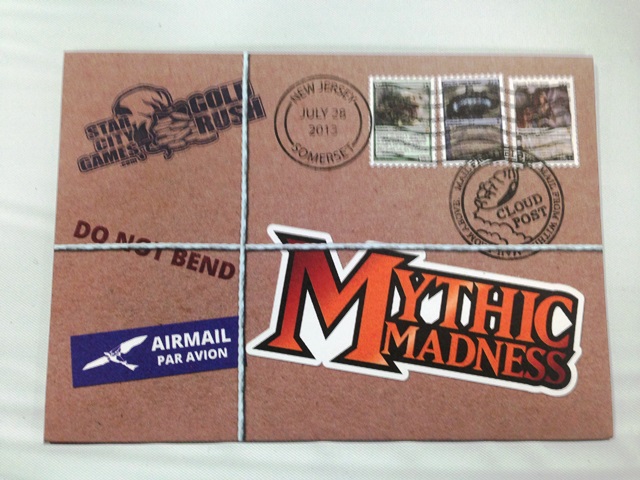 STAR
CITY
GAMES
.com
GOLD
RUSH
NEW JERSEY
JULY 28
2013
SOMERSET
CLOUD
POST
DO NOT BEND
AIRMAIL
PAR AVION
MYTHIC
MADNESS